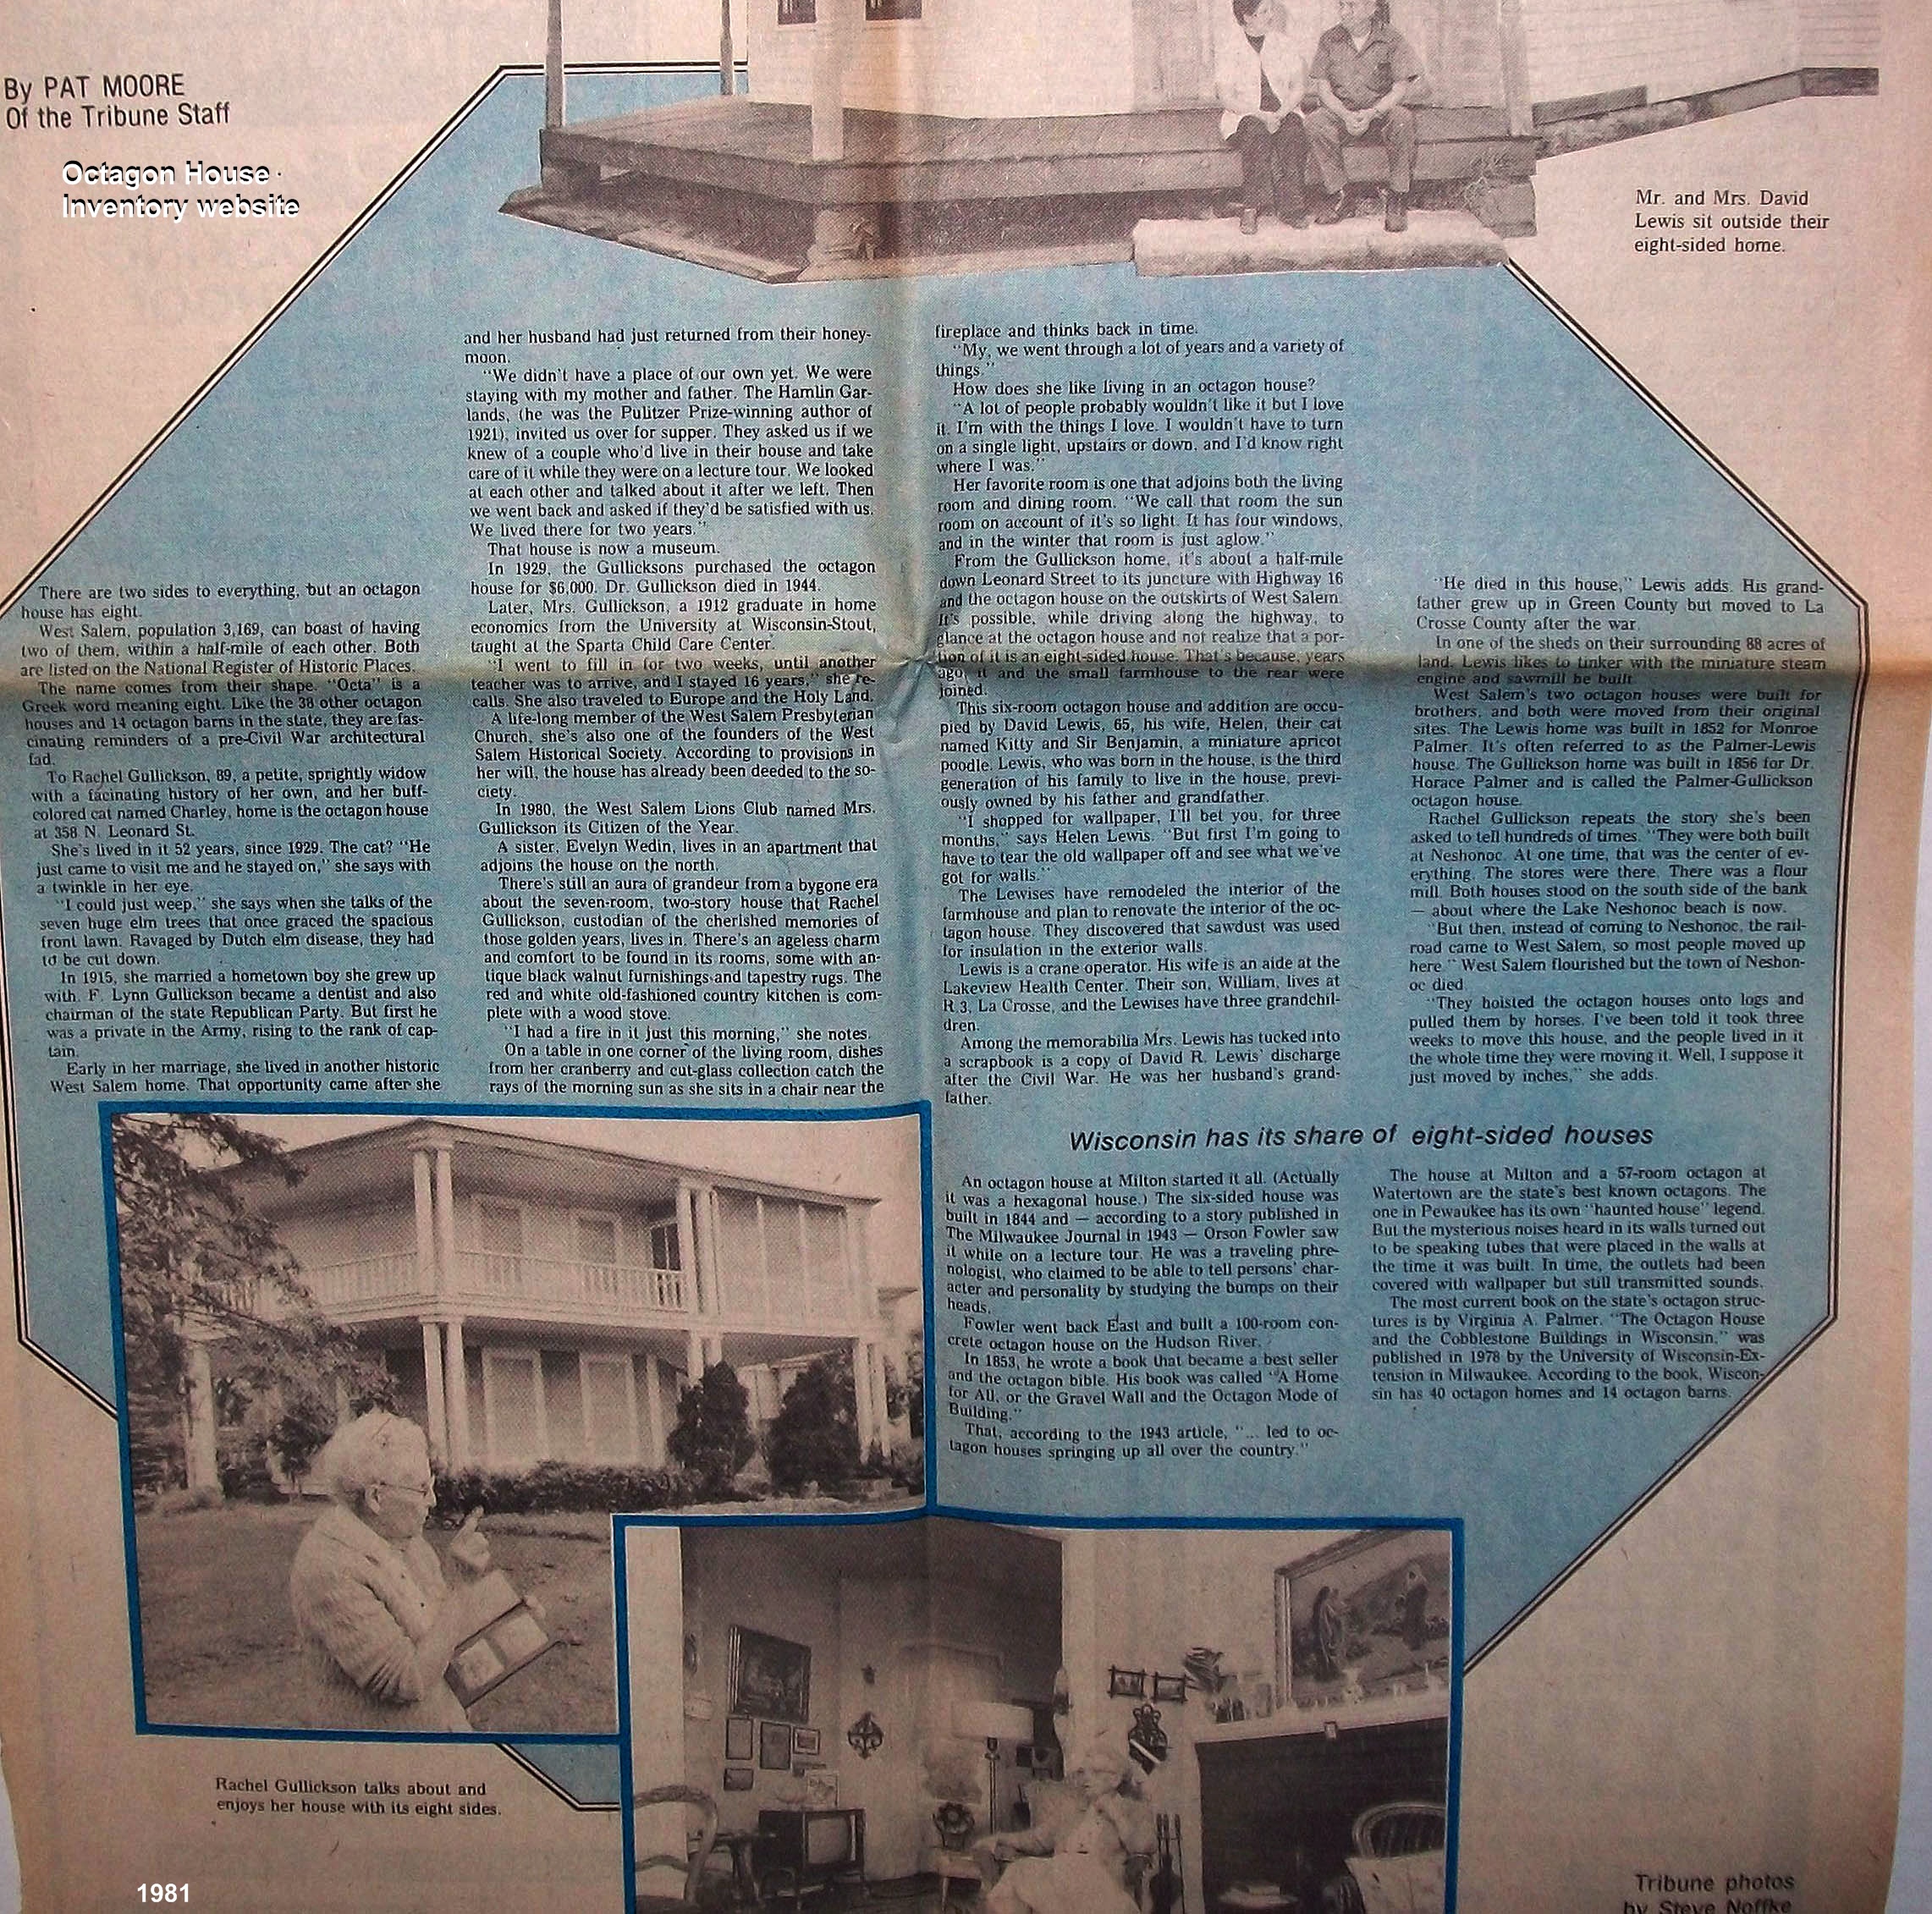 By PAT MOORE
Of the Tribune Staff
Octagon House
Inventory website
Mr. and Mrs. David
Lewis sit outside their
eight-sided home.
There are two sides to everything, but an octagon
house has eight.
West Salem, population 3,169, can boast of having
two of them, within a half-mile of each other. Both
are listed on the National Register of Historic Places.
The name comes from their shape. "Octa" is a
Greek word meaning eight. Like the 38 other octagon
houses and 14 octagon barns in the state, they are fas-
cinating reminders of a pre-Civil War architectural
fad.
To Rachel Gullickson, 89, a petite, sprightly widow
with a facinating history of her own, and her buff-
colored cat named Charley, home is the octagon house
at 358 N. Leonard St.
She's lived in it 52 years, since 1929. The cat? "He
just came to visit me and he stayed on," she says with
a twinkle in her eye.
"I could just weep," she says when she talks of the
seven huge elm trees that once graced the spacious
front lawn. Ravaged by Dutch elm disease, they had
to be cut down.
In 1915, she married a hometown boy she grew up
with. F. Lynn Gullickson became a dentist and also
chairman of the state Republican Party. But first he
was a private in the Army, rising to the rank of cap-
tain.
Early in her marriage, she lived in another historic
West Salem home. That opportunity came after she
and her husband had just returned from their honey-
moon.
"We didn't have a place of our own yet. We were
staying with my mother and father. The Hamlin Gar-
lands, (he was the Pulitzer Prize-winning author of
1921), invited us over for supper. They asked us if we
knew of a couple who'd live in their house and take
care of it while they were on a lecture tour. We looked
at each other and talked about it after we left. Then
we went back and asked if they'd be satisfied with us.
We lived there for two years."
That house is now a museum.
In 1929, the Gullicksons purchased the octagon
house for $6,000. Dr. Gullickson died in 1944.
Later, Mrs. Gullickson, a 1912 graduate in home
economics from the University at Wisconsin-Stout,
taught at the Sparta Child Care Center.
"I went to fill in for two weeks, until another
teacher was to arrive, and I stayed 16 years," she re-
calls. She also traveled to Europe and the Holy Land.
A life-long member of the West Salem Presbyterian
Church, she's also one of the founders of the West
Salem Historical Society. According to provisions in
her will, the house has already been deeded to the so-
ciety.
In 1980, the West Salem Lions Club named Mrs.
Gullickson its Citizen of the Year.
A sister, Evelyn Wedin, lives in an apartment that
adjoins the house on the north.
There's still an aura of grandeur from a bygone era
about the seven-room, two-story house that Rachel
Gullickson, custodian of the cherished memories of
those golden years, lives in. There's an ageless charm
and comfort to be found in its rooms, some with an-
tique black walnut furnishings and tapestry rugs. The
red and white old-fashioned country kitchen is com-
plete with a wood stove.
"I had a fire in it just this morning," she notes.
On a table in one corner of the living room, dishes
from her cranberry and cut-glass collection catch the
rays of the morning sun as she sits in a chair near the
fireplace and thinks back in time.
"My, we went through a lot of years and a variety of
things."
How does she like living in an octagon house?
"A lot of people probably wouldn't like it but I love
it. I'm with the things I love. I wouldn't have to turn
on a single light, upstairs or down, and I'd know right
where I was."
Her favorite room is one that adjoins both the living
room and dining room. "We call that room the sun
room on account of it's so light. It has four windows,
and in the winter that room is just aglow."
From the Gullickson home, it's about a half-mile
down Leonard Street to its juncture with Highway 16
and the octagon house on the outskirts of West Salem.
It's possible, while driving along the highway, to
glance at the octagon house and not realize that a por-
tion of it is an eight-sided house. That's because, years
ago, it and the small farmhouse to the rear were
joined.
This six-room octagon house and addition are occu-
pied by David Lewis, 65, his wife, Helen, their cat
named Kitty and Sir Benjamin, a miniature apricot
poodle. Lewis, who was born in the house, is the third
generation of his family to live in the house, previ-
ously owned by his father and grandfather.
"I shopped for wallpaper, I'll bet you, for three
months," says Helen Lewis. "But first I'm going to
have to tear the old wallpaper off and see what we've
got for walls."
The Lewises have remodeled the interior of the
farmhouse and plan to renovate the interior of the oc-
tagon house. They discovered that sawdust was used
for insulation in the exterior walls.
Lewis is a crane operator. His wife is an aide at the
Lakeview Health Center. Their son, William, lives at
R.3, La Crosse, and the Lewises have three grandchil-
dren.
Among the memorabilia Mrs. Lewis has tucked into
a scrapbook is a copy of David R. Lewis' discharge
after the Civil War. He was her husband's grand-
father.
"He died in this house," Lewis adds. His grand-
father grew up in Green County but moved to La
Crosse County after the war.
In one of the sheds on their surrounding 88 acres of
land, Lewis likes to tinker with the miniature steam
engine and sawmill be built.
West Salem's two octagon houses were built for
brothers, and both were moved from their original
sites. The Lewis home was built in 1852 for Monroe
Palmer. It's often referred to as the Palmer-Lewis
house. The Gullickson home was built in 1856 for Dr.
Horace Palmer and is called the Palmer-Gullickson
octagon house.
Rachel Gullickson repeats the story she's been
asked to tell hundreds of times. "They were both built
at Neshonoc. At one time, that was the center of ev-
erything. The stores were there. There was a flour
mill. Both houses stood on the south side of the bank
— about where the Lake Neshonoc beach is now.
"But then, instead of coming to Neshonoc, the rail-
road came to West Salem, so most people moved up
here." West Salem flourished but the town of Neshon-
oc died.
"They hoisted the octagon houses onto logs and
pulled them by horses. I've been told it took three
weeks to move this house, and the people lived in it
the whole time they were moving it. Well, I suppose it
just moved by inches," she adds.
Wisconsin has its share of eight-sided houses
An octagon house at Milton started it all. (Actually
it was a hexagonal house.) The six-sided house was
built in 1844 and — according to a story published in
The Milwaukee Journal in 1943 — Orson Fowler saw
it while on a lecture tour. He was a traveling phre-
nologist, who claimed to be able to tell persons' char-
acter and personality by studying the bumps on their
heads.
Fowler went back East and built a 100-room con-
crete octagon house on the Hudson River.
In 1853, he wrote a book that became a best seller
and the octagon bible. His book was called "A Home
for All, or the Gravel Wall and the Octagon Mode of
Building."
That, according to the 1943 article, "... led to oc-
tagon houses springing up all over the country."
The house at Milton and a 57-room octagon at
Watertown are the state's best known octagons. The
one in Pewaukee has its own "haunted house" legend.
But the mysterious noises heard in its walls turned out
to be speaking tubes that were placed in the walls at
the time it was built. In time, the outlets had been
covered with wallpaper but still transmitted sounds.
The most current book on the state's octagon struc-
tures is by Virginia A. Palmer. "The Octagon House
and the Cobblestone Buildings in Wisconsin," was
published in 1978 by the University of Wisconsin-Ex-
tension in Milwaukee. According to the book, Wiscon-
sin has 40 octagon homes and 14 octagon barns.
Rachel Gullickson talks about and
enjoys her house with its eight sides.
1981
Tribune photos
by Steve Noffke